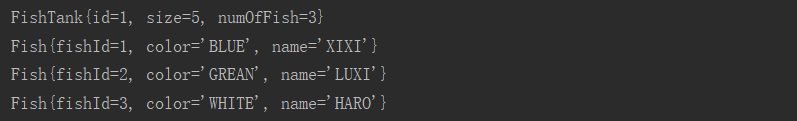 FishTank{id=1, size=5, numOfFish=3}
Fish{fishId=1, color='BLUE', name='XIXI'}
Fish{fishId=2, color='GREAN', name='LUXI'}
Fish{fishId=3, color='WHITE', name='HARO'}